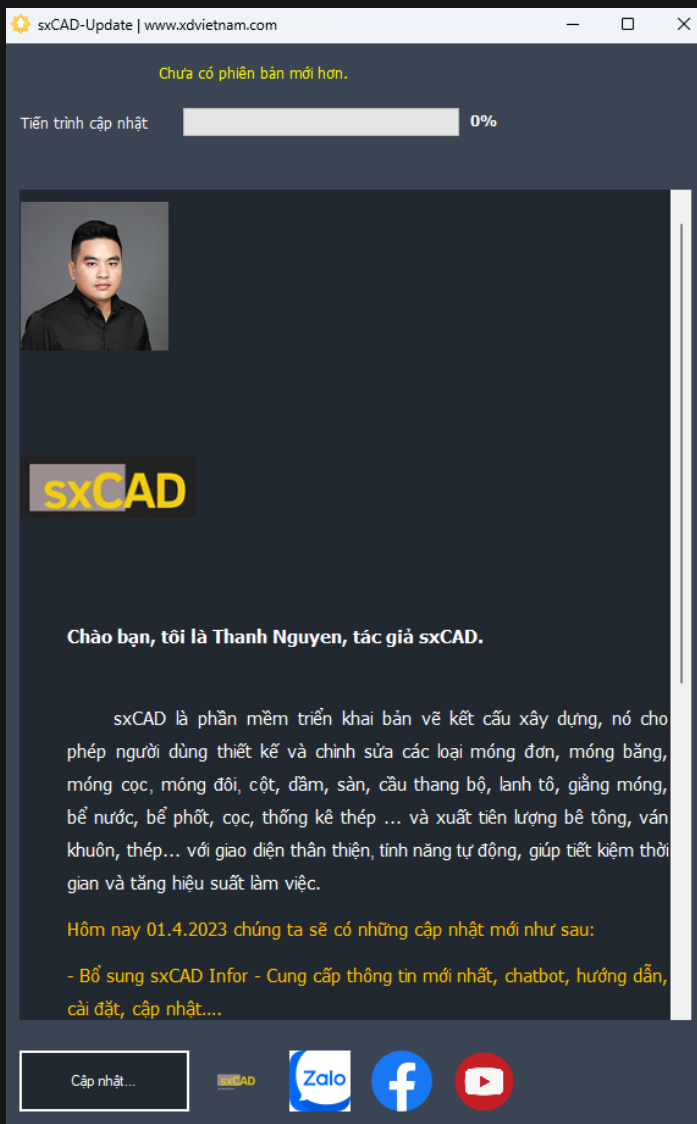 sxCAD-Update | www.xdvietnam.com
Chưa có phiên bản mới hơn.
Tiến trình cập nhật
0%
sxCAD
Chào bạn, tôi là Thanh Nguyen, tác giả sxCAD.
sxCAD là phần mềm triển khai bản vẽ kết cấu xây dựng, nó cho
phép người dùng thiết kế và chỉnh sửa các loại móng đơn, móng băng,
móng cọc, móng đôi, cột, dầm, sàn, cầu thang bộ, lanh tô, giằng móng,
bể nước, bể phốt, cọc, thống kê thép ... và xuất tiên lượng bê tông, ván
khuôn, thép... với giao diện thân thiện, tính năng tự động, giúp tiết kiệm thời
gian và tăng hiệu suất làm việc.
Hôm nay 01.4.2023 chúng ta sẽ có những cập nhật mới như sau:
- Bổ sung sxCAD Infor - Cung cấp thông tin mới nhất, chatbot, hướng dẫn,
cài đặt, cập nhật....
Cập nhật...
sxCAD
Zalo